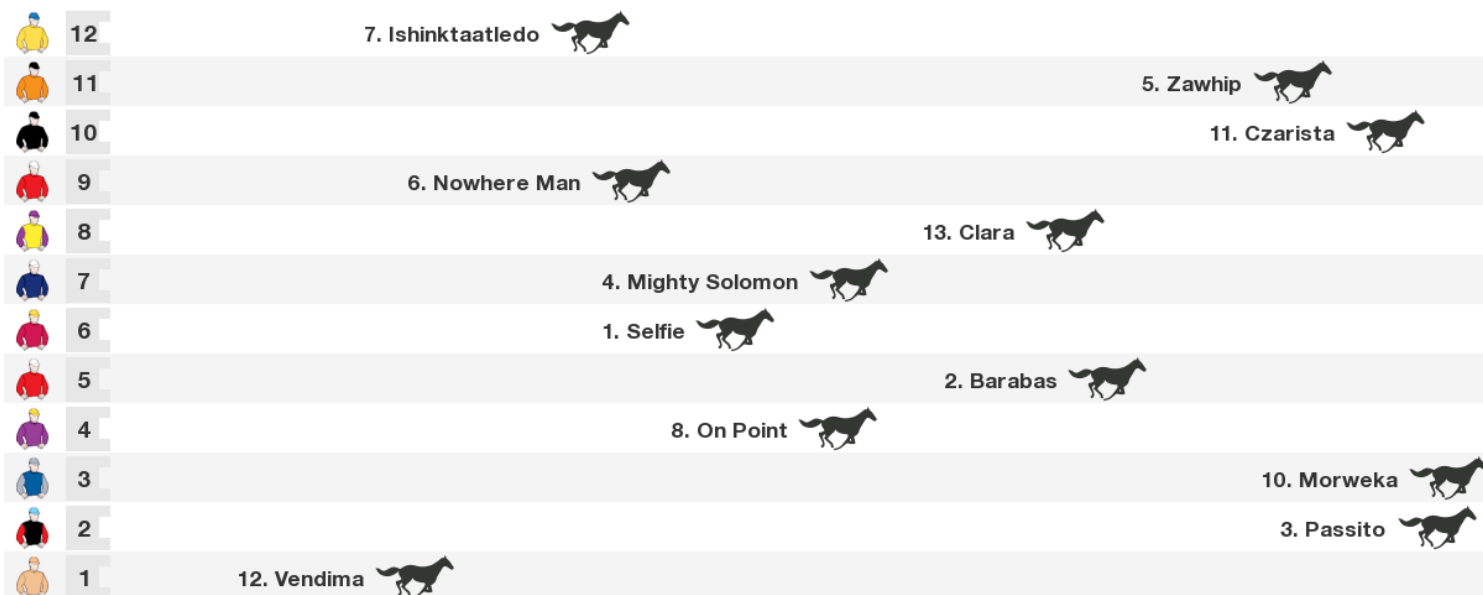 12 7. Ishinktaatledo
11 5. Zawhip
10 11. Czarista
9 6. Nowhere Man
8 13. Clara
7 4. Mighty Solomon
6 1. Selfie
5 2. Barabas
4 8. On Point
3 10. Morweka
2 3. Passito
1 12. Vendima